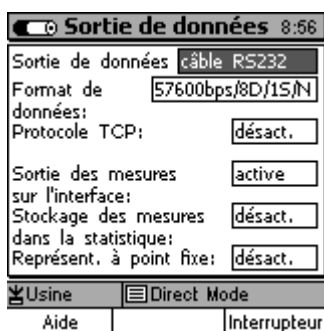 Sortie de données 8:56
Sortie de données câble RS232
Format de données: 57600bps/8D/1S/N
Protocole TCP: désact.
Sortie des mesures sur l'interface: active
Stockage des mesures dans la statistique: désact.
Représent. à point fixe: désact.
Usine Direct Mode
Aide Interrupteur